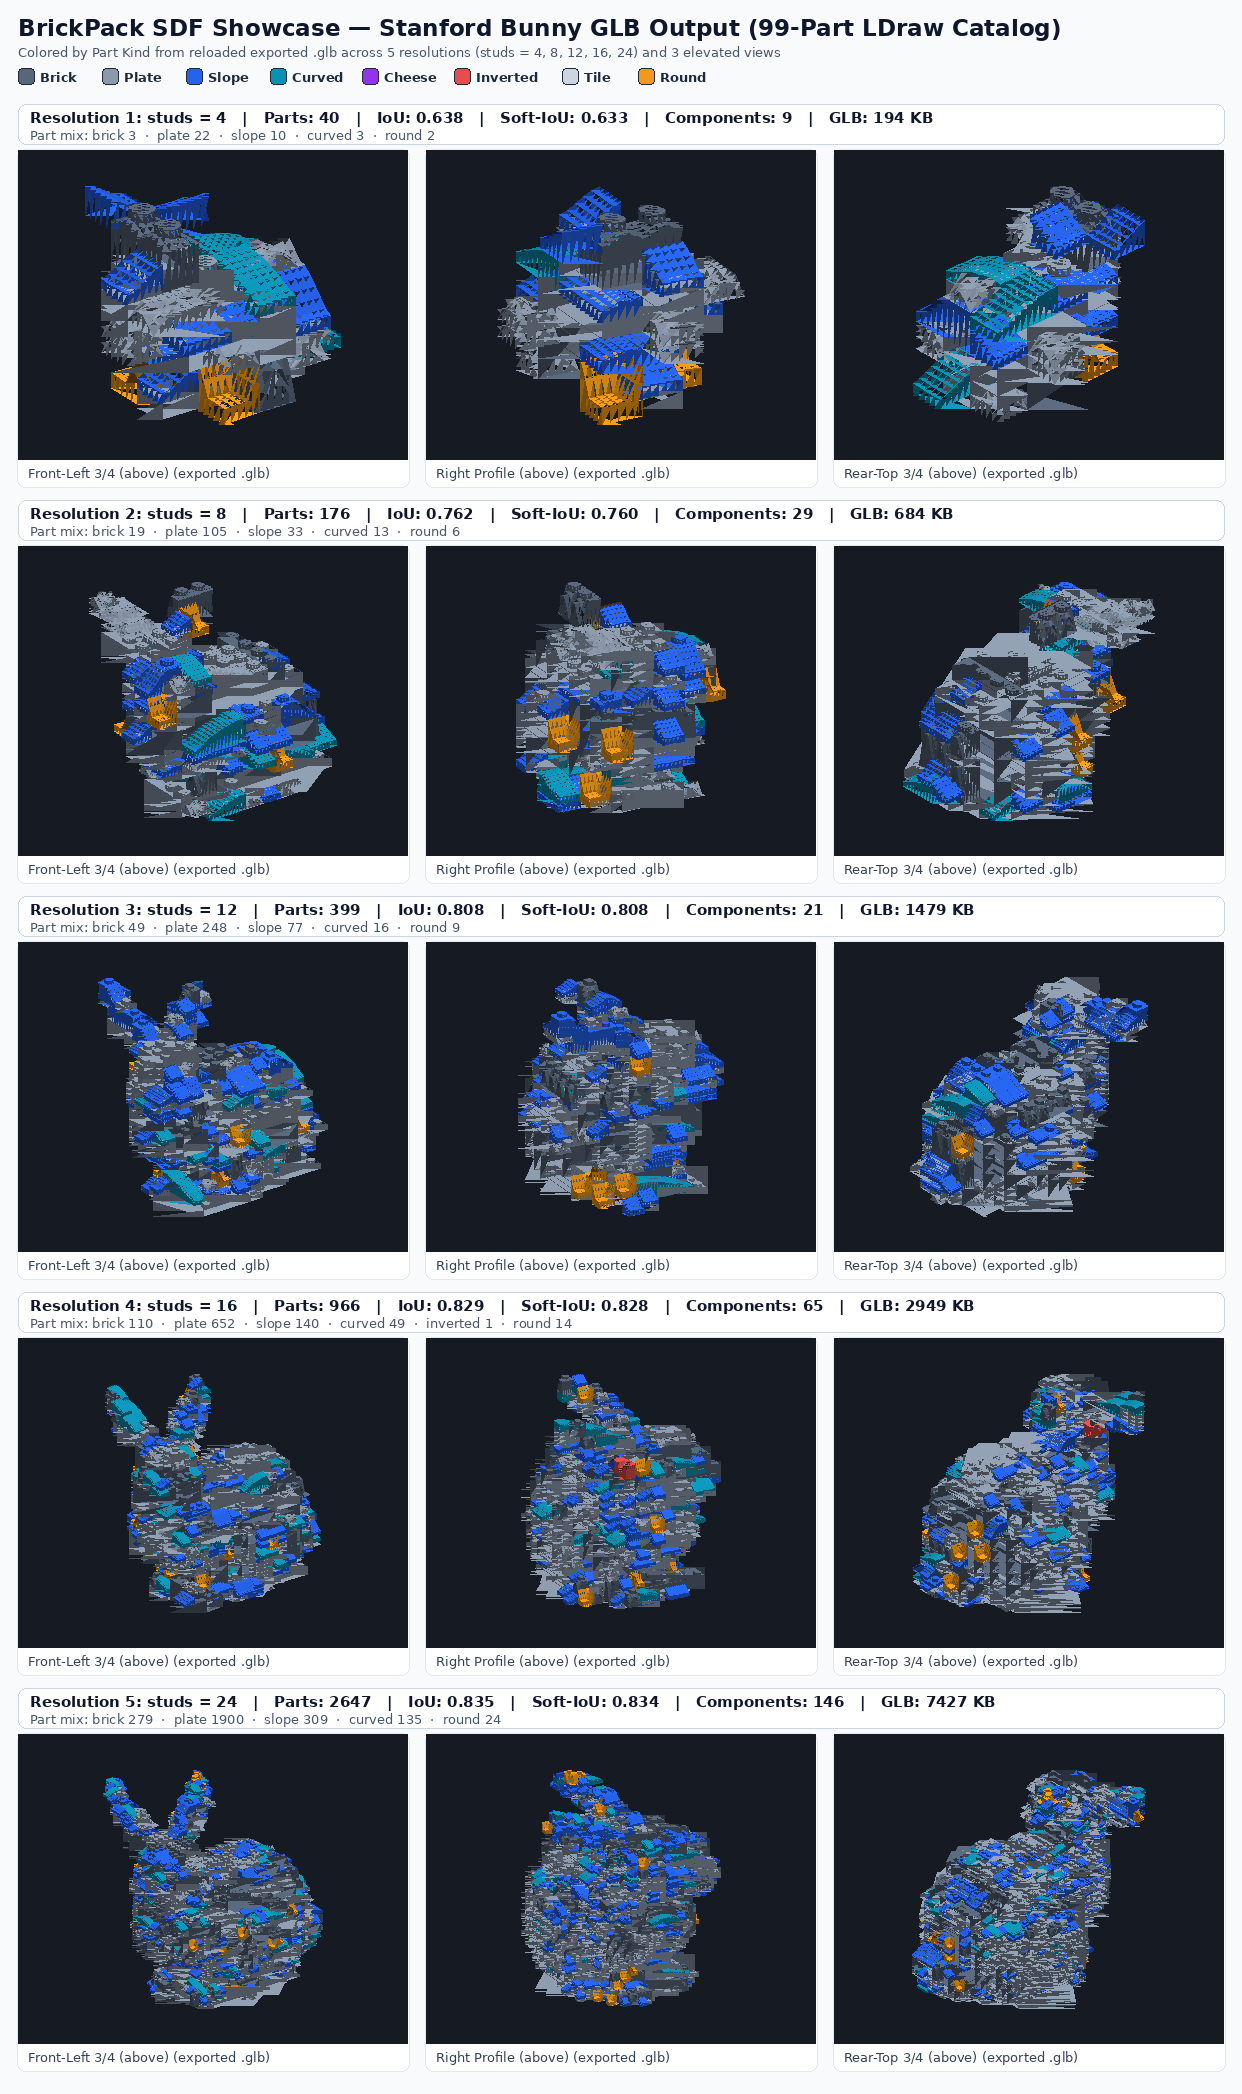 BrickPack SDF Showcase — Stanford Bunny GLB Output (99-Part LDraw Catalog)
Colored by Part Kind from reloaded exported .glb across 5 resolutions (studs = 4, 8, 12, 16, 24) and 3 elevated views
Brick Plate Slope Curved Cheese Inverted Tile Round
Resolution 1: studs = 4 | Parts: 40 | IoU: 0.638 | Soft-IoU: 0.633 | Components: 9 | GLB: 194 KB
Part mix: brick 3 · plate 22 · slope 10 · curved 3 · round 2
Front-Left 3/4 (above) (exported .glb) Right Profile (above) (exported .glb) Rear-Top 3/4 (above) (exported .glb)
Resolution 2: studs = 8 | Parts: 176 | IoU: 0.762 | Soft-IoU: 0.760 | Components: 29 | GLB: 684 KB
Part mix: brick 19 · plate 105 · slope 33 · curved 13 · round 6
Front-Left 3/4 (above) (exported .glb) Right Profile (above) (exported .glb) Rear-Top 3/4 (above) (exported .glb)
Resolution 3: studs = 12 | Parts: 399 | IoU: 0.808 | Soft-IoU: 0.808 | Components: 21 | GLB: 1479 KB
Part mix: brick 49 · plate 248 · slope 77 · curved 16 · round 9
Front-Left 3/4 (above) (exported .glb) Right Profile (above) (exported .glb) Rear-Top 3/4 (above) (exported .glb)
Resolution 4: studs = 16 | Parts: 966 | IoU: 0.829 | Soft-IoU: 0.828 | Components: 65 | GLB: 2949 KB
Part mix: brick 110 · plate 652 · slope 140 · curved 49 · inverted 1 · round 14
Front-Left 3/4 (above) (exported .glb) Right Profile (above) (exported .glb) Rear-Top 3/4 (above) (exported .glb)
Resolution 5: studs = 24 | Parts: 2647 | IoU: 0.835 | Soft-IoU: 0.834 | Components: 146 | GLB: 7427 KB
Part mix: brick 279 · plate 1900 · slope 309 · curved 135 · round 24
Front-Left 3/4 (above) (exported .glb) Right Profile (above) (exported .glb) Rear-Top 3/4 (above) (exported .glb)